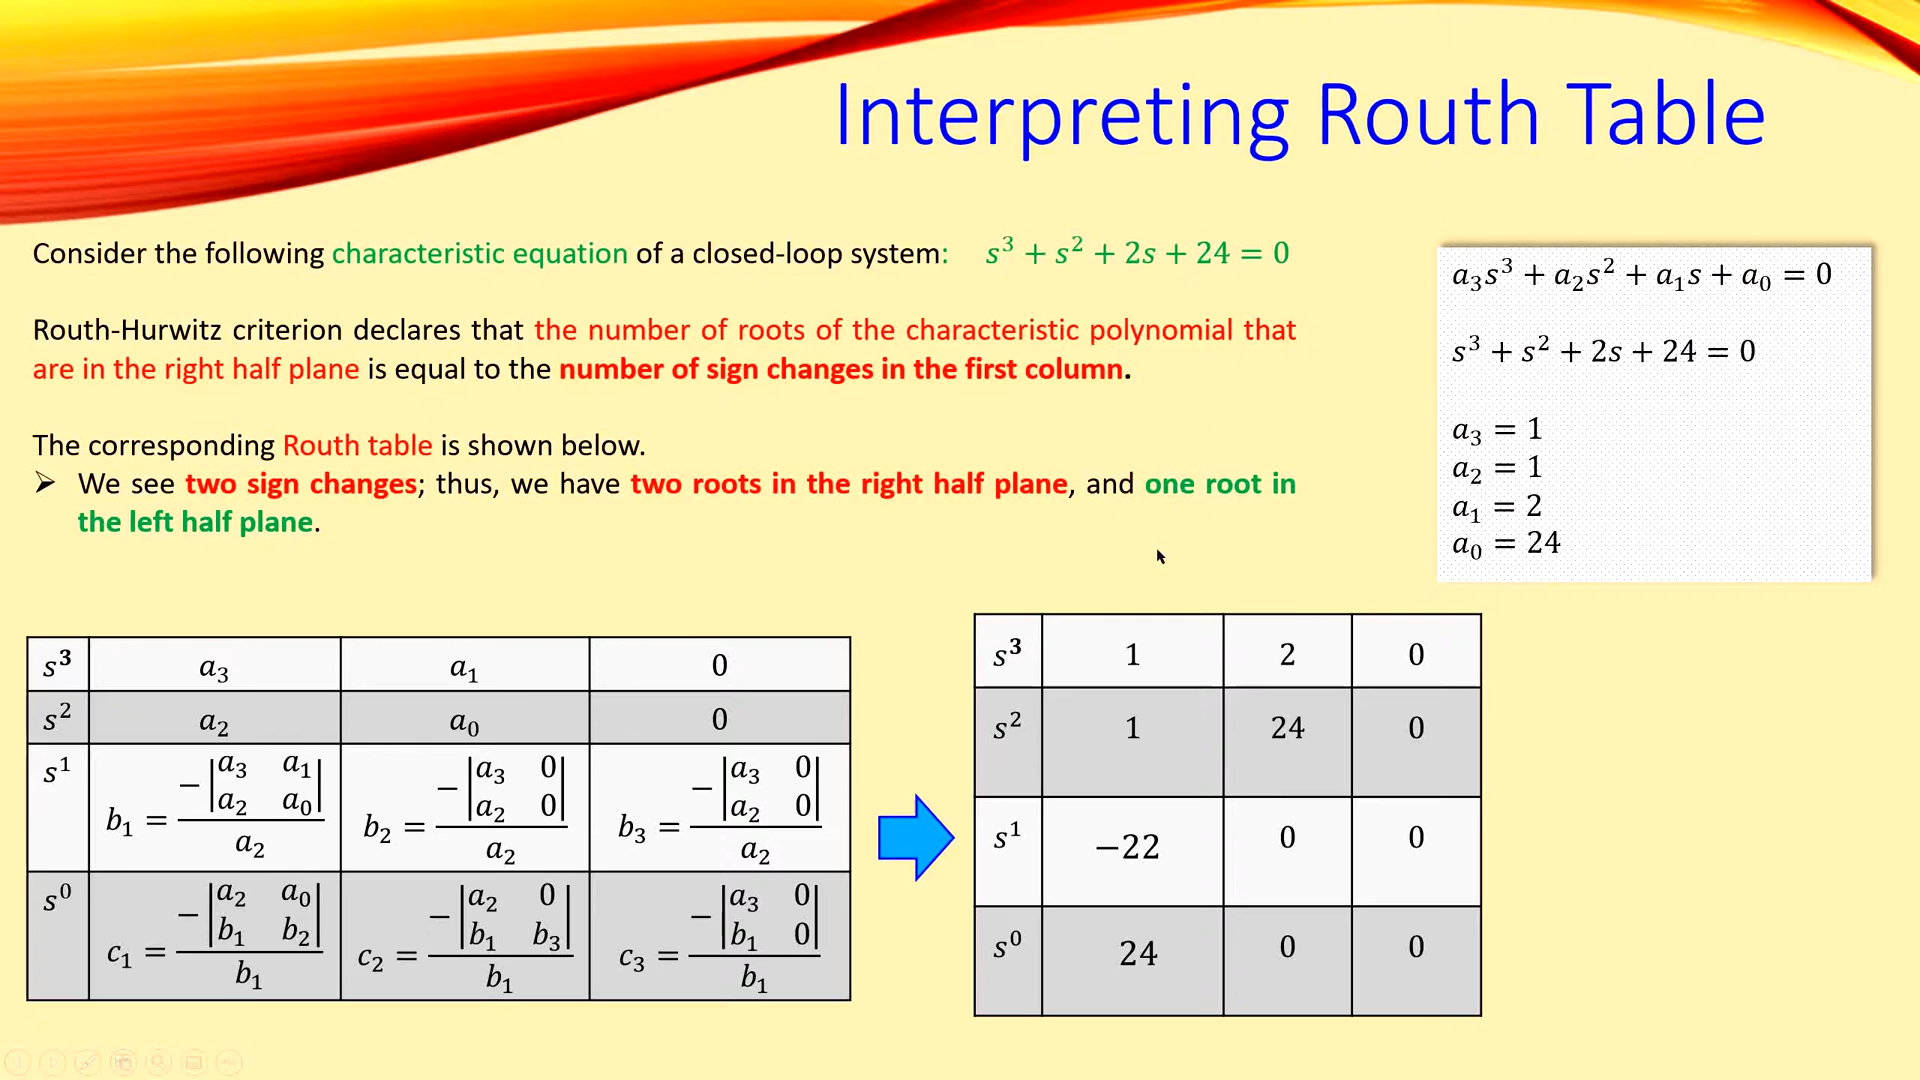 Interpreting Routh Table
Consider the following characteristic equation of a closed-loop system: s³ + s² + 2s + 24 = 0
Routh-Hurwitz criterion declares that the number of roots of the characteristic polynomial that
are in the right half plane is equal to the number of sign changes in the first column.
The corresponding Routh table is shown below.
➢ We see two sign changes; thus, we have two roots in the right half plane, and one root in
the left half plane.
a₃s³ + a₂s² + a₁s + a₀ = 0
s³ + s² + 2s + 24 = 0
a₃ = 1
a₂ = 1
a₁ = 2
a₀ = 24
s³ a₃ a₁ 0
s² a₂ a₀ 0
s¹ b₁ = −|a₃ a₁; a₂ a₀| / a₂ b₂ = −|a₃ 0; a₂ 0| / a₂ b₃ = −|a₃ 0; a₂ 0| / a₂
s⁰ c₁ = −|a₂ a₀; b₁ b₂| / b₁ c₂ = −|a₂ 0; b₁ b₃| / b₁ c₃ = −|a₃ 0; b₁ 0| / b₁
s³ 1 2 0
s² 1 24 0
s¹ −22 0 0
s⁰ 24 0 0